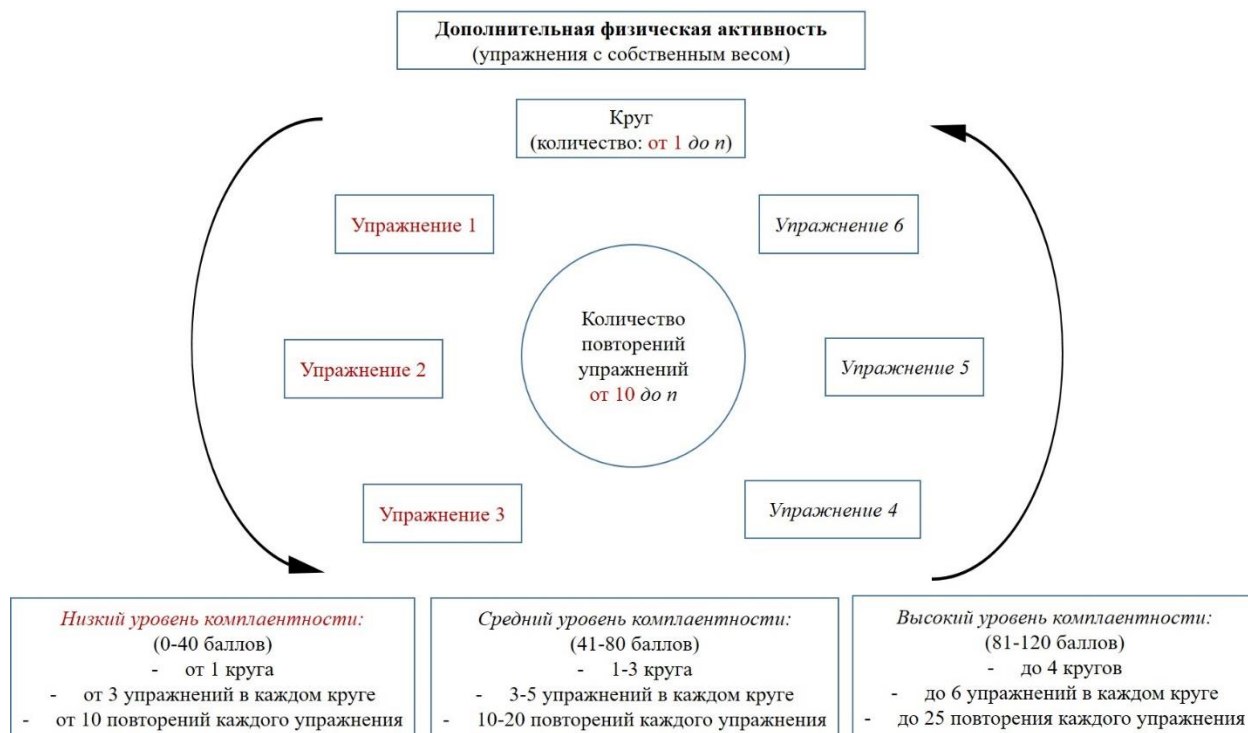 Дополнительная физическая активность
(упражнения с собственным весом)
Круг
(количество: от 1 до n)
Упражнение 1
Упражнение 6
Количество
повторений
упражнений
от 10 до n
Упражнение 2
Упражнение 5
Упражнение 3
Упражнение 4
Низкий уровень комплаентности:
(0-40 баллов)
- от 1 круга
- от 3 упражнений в каждом круге
- от 10 повторений каждого упражнения
Средний уровень комплаентности:
(41-80 баллов)
- 1-3 круга
- 3-5 упражнений в каждом круге
- 10-20 повторений каждого упражнения
Высокий уровень комплаентности:
(81-120 баллов)
- до 4 кругов
- до 6 упражнений в каждом круге
- до 25 повторения каждого упражнения